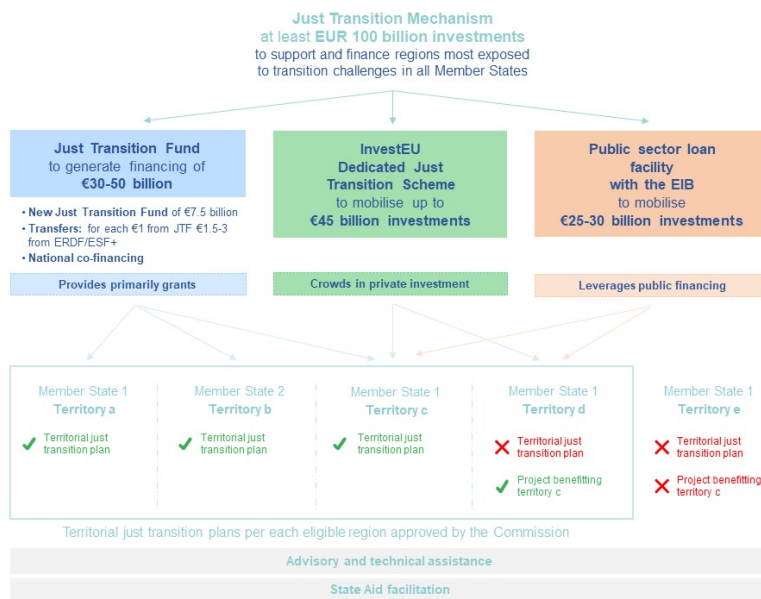 Just Transition Mechanism
at least EUR 100 billion investments
to support and finance regions most exposed
to transition challenges in all Member States
Just Transition Fund
to generate financing of
€30-50 billion
• New Just Transition Fund of €7.5 billion
• Transfers: for each €1 from JTF €1.5-3
from ERDF/ESF+
• National co-financing
Provides primarily grants
InvestEU
Dedicated Just
Transition Scheme
to mobilise up to
€45 billion investments
Crowds in private investment
Public sector loan
facility
with the EIB
to mobilise
€25-30 billion investments
Leverages public financing
Member State 1
Territory a
Territorial just
transition plan
Member State 2
Territory b
Territorial just
transition plan
Member State 1
Territory c
Territorial just
transition plan
Member State 1
Territory d
Territorial just
transition plan
Project benefitting
territory c
Member State 1
Territory e
Territorial just
transition plan
Project benefitting
territory c
Territorial just transition plans per each eligible region approved by the Commission
Advisory and technical assistance
State Aid facilitation